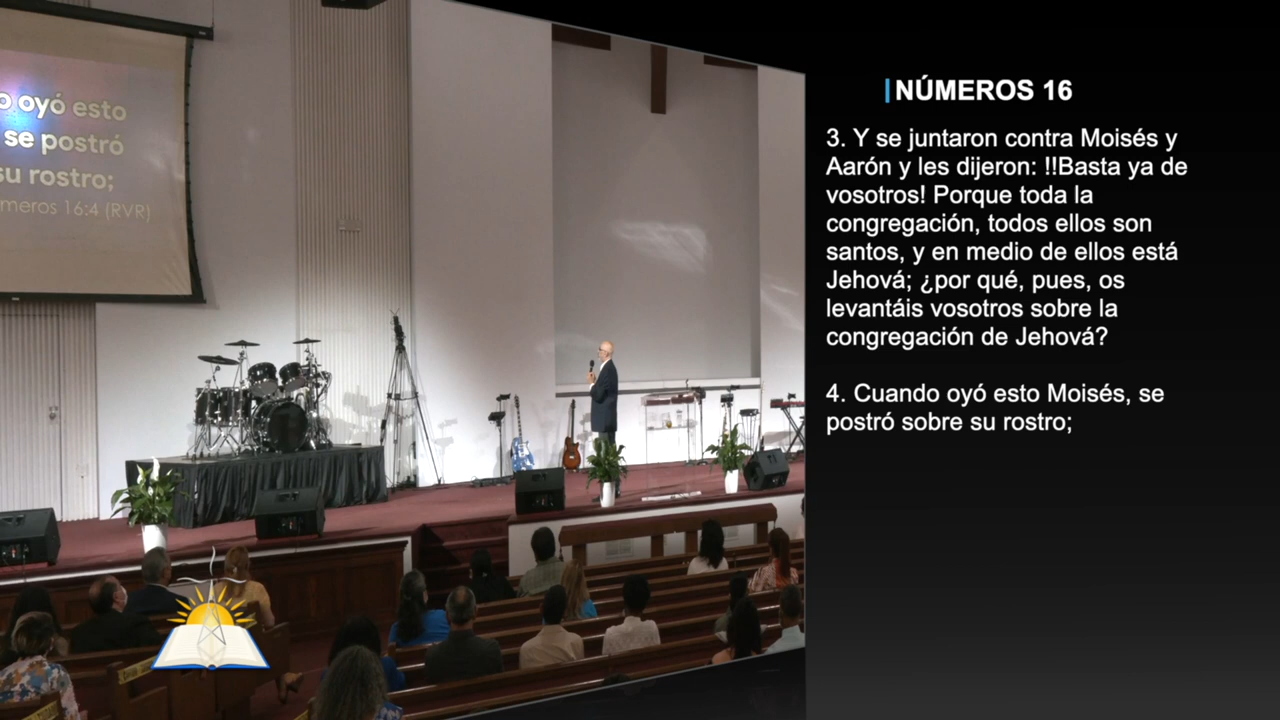 oyó esto
se postró
su rostro;
meros 16:4 (RVR)
NÚMEROS 16
3. Y se juntaron contra Moisés y
Aarón y les dijeron: !!Basta ya de
vosotros! Porque toda la
congregación, todos ellos son
santos, y en medio de ellos está
Jehová; ¿por qué, pues, os
levantáis vosotros sobre la
congregación de Jehová?
4. Cuando oyó esto Moisés, se
postró sobre su rostro;